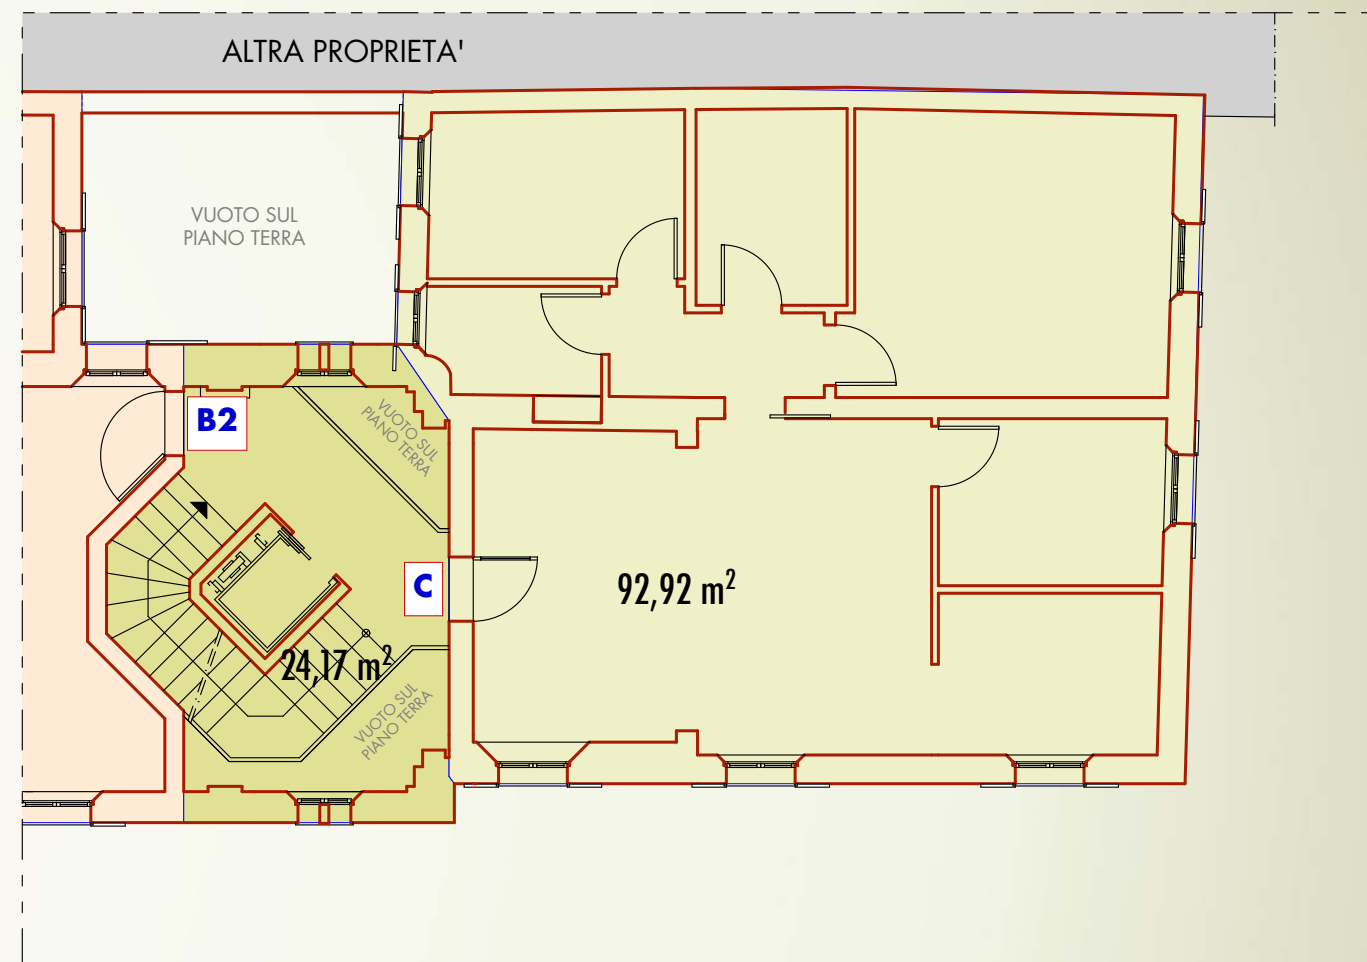 ALTRA PROPRIETA'
VUOTO SUL
PIANO TERRA
B2
VUOTO SUL
PIANO TERRA
C
92,92 m²
24,17 m²
VUOTO SUL
PIANO TERRA